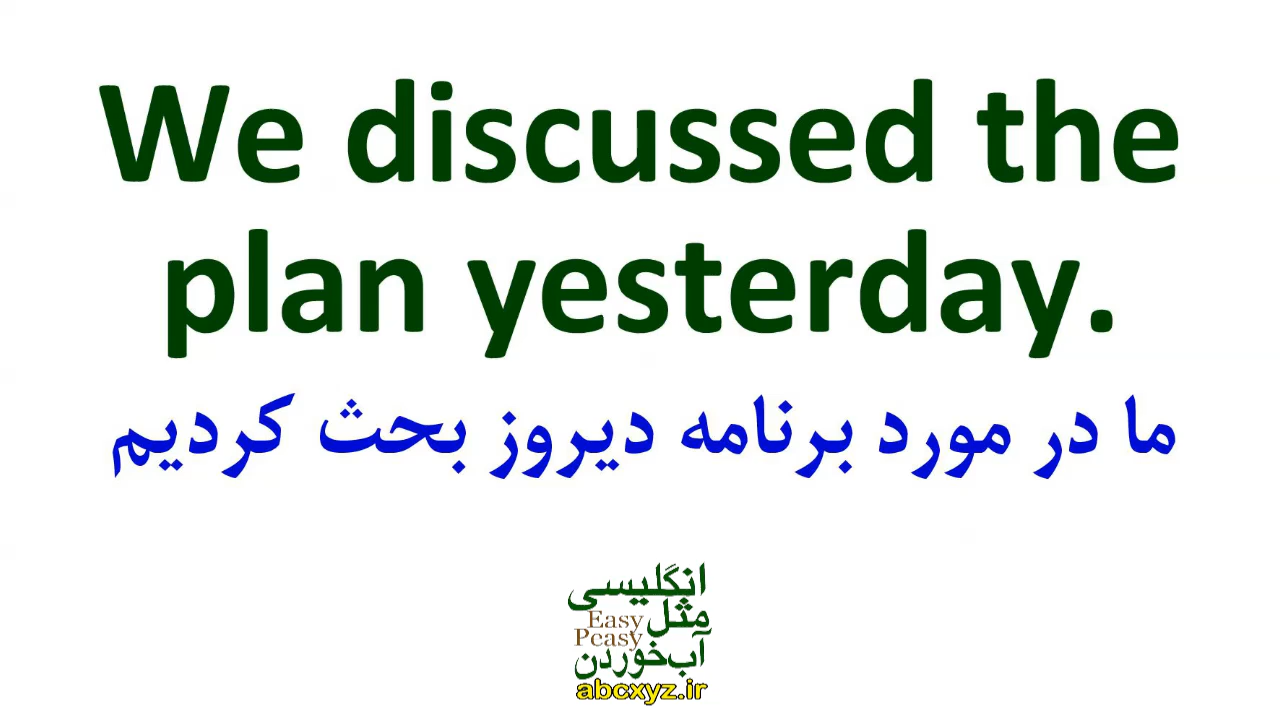 We discussed the
plan yesterday.
ما در مورد برنامه دیروز بحث کردیم
انگلیسی
مثل
Easy
Peasy
آب‌خوردن
abcxyz.ir